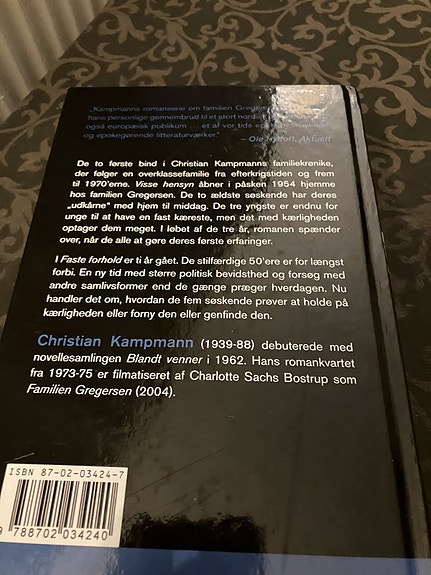 „Kampmanns romanserie om familien Gregersen
hans personlige gennembrud til et stort nordisk
også europæisk publikum ... et af vor tids
epokegørende litteraturværker."
– Ole Hyltoft, Aktuelt
De to første bind i Christian Kampmanns familiekrønike,
der følger en overklassefamilie fra efterkrigstiden og frem
til 1970'erne. Visse hensyn åbner i påsken 1954 hjemme
hos familien Gregersen. De to ældste søskende har deres
„udkårne" med hjem til middag. De tre yngste er endnu for
unge til at have en fast kæreste, men det med kærligheden
optager dem meget. I løbet af de tre år, romanen spænder
over, når de alle at gøre deres første erfaringer.
I Faste forhold er ti år gået. De stilfærdige 50'ere er for længst
forbi. En ny tid med større politisk bevidsthed og forsøg med
andre samlivsformer end de gængse præger hverdagen. Nu
handler det om, hvordan de fem søskende prøver at holde på
kærligheden eller forny den eller genfinde den.
Christian Kampmann (1939-88) debuterede med
novellesamlingen Blandt venner i 1962. Hans romankvartet
fra 1973-75 er filmatiseret af Charlotte Sachs Bostrup som
Familien Gregersen (2004).
ISBN 87-02-03424-7
9 788702 034240